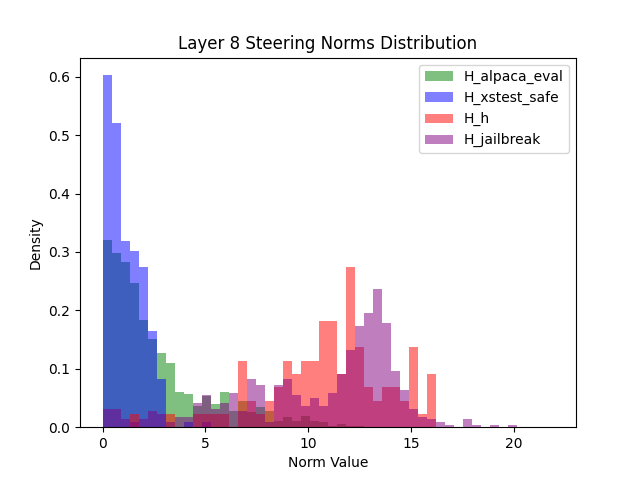 Layer 8 Steering Norms Distribution
H_alpaca_eval
H_xstest_safe
H_h
H_jailbreak
0.6
0.5
0.4
0.3
0.2
0.1
0.0
Density
0
5
10
15
20
Norm Value